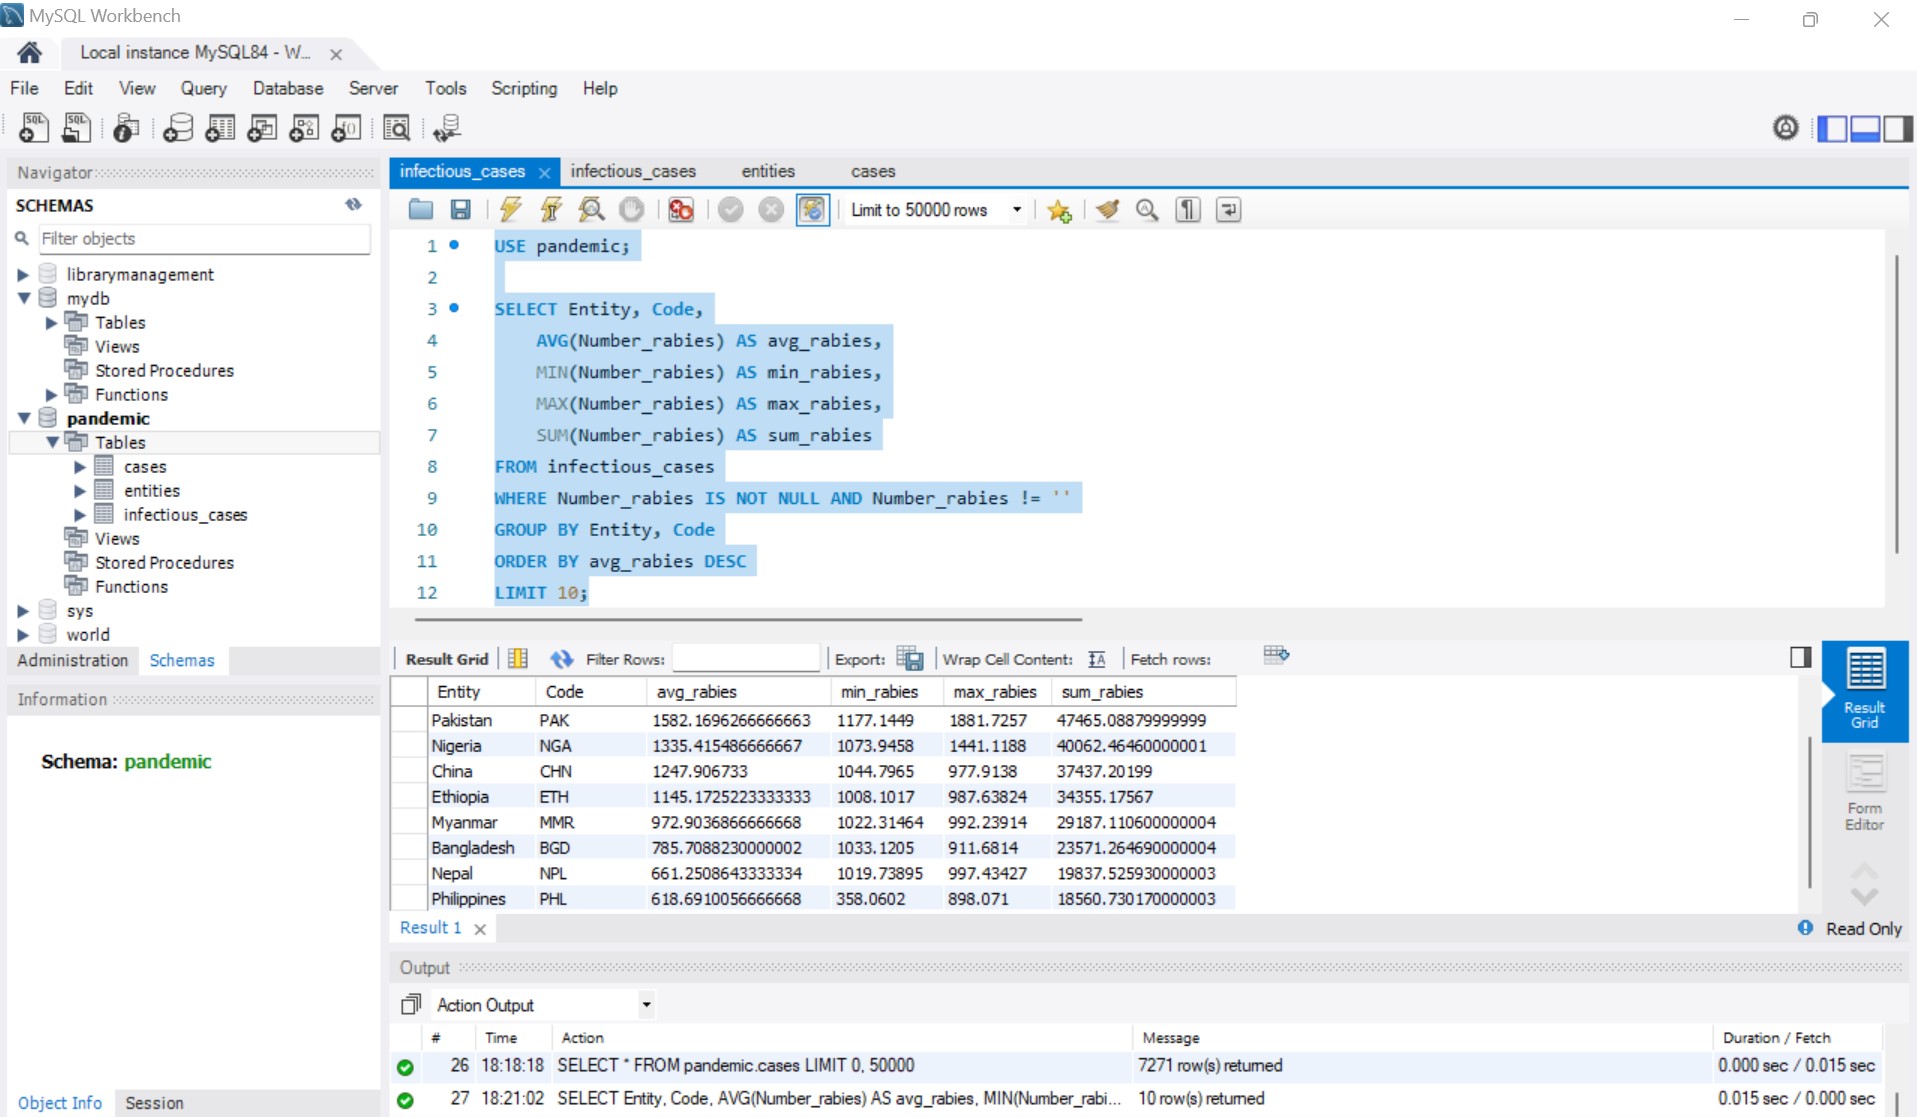 MySQL Workbench
Local instance MySQL84 - W...
File Edit View Query Database Server Tools Scripting Help
Navigator
SCHEMAS
Filter objects
librarymanagement
mydb
Tables
Views
Stored Procedures
Functions
pandemic
Tables
cases
entities
infectious_cases
Views
Stored Procedures
Functions
sys
world
Administration Schemas
Information
Schema: pandemic
Object Info Session
infectious_cases infectious_cases entities cases
Limit to 50000 rows
1 USE pandemic;
2
3 SELECT Entity, Code,
4 AVG(Number_rabies) AS avg_rabies,
5 MIN(Number_rabies) AS min_rabies,
6 MAX(Number_rabies) AS max_rabies,
7 SUM(Number_rabies) AS sum_rabies
8 FROM infectious_cases
9 WHERE Number_rabies IS NOT NULL AND Number_rabies != ''
10 GROUP BY Entity, Code
11 ORDER BY avg_rabies DESC
12 LIMIT 10;
Result Grid Filter Rows: Export: Wrap Cell Content: Fetch rows:
Entity Code avg_rabies min_rabies max_rabies sum_rabies
Pakistan PAK 1582.1696266666663 1177.1449 1881.7257 47465.08879999999
Nigeria NGA 1335.415486666667 1073.9458 1441.1188 40062.46460000001
China CHN 1247.906733 1044.7965 977.9138 37437.20199
Ethiopia ETH 1145.1725223333333 1008.1017 987.63824 34355.17567
Myanmar MMR 972.9036866666668 1022.31464 992.23914 29187.110600000004
Bangladesh BGD 785.7088230000002 1033.1205 911.6814 23571.264690000004
Nepal NPL 661.2508643333334 1019.73895 997.43427 19837.525930000003
Philippines PHL 618.6910056666668 358.0602 898.071 18560.730170000003
Result
Grid
Form
Editor
Result 1
Read Only
Output
Action Output
# Time Action Message Duration / Fetch
26 18:18:18 SELECT * FROM pandemic.cases LIMIT 0, 50000 7271 row(s) returned 0.000 sec / 0.015 sec
27 18:21:02 SELECT Entity, Code, AVG(Number_rabies) AS avg_rabies, MIN(Number_rabi... 10 row(s) returned 0.015 sec / 0.000 sec